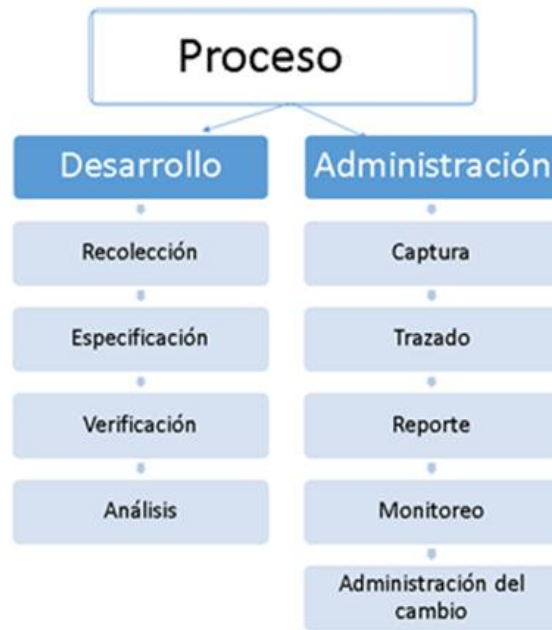 Proceso
Desarrollo
Recolección
Especificación
Verificación
Análisis
Administración
Captura
Trazado
Reporte
Monitoreo
Administración del
cambio